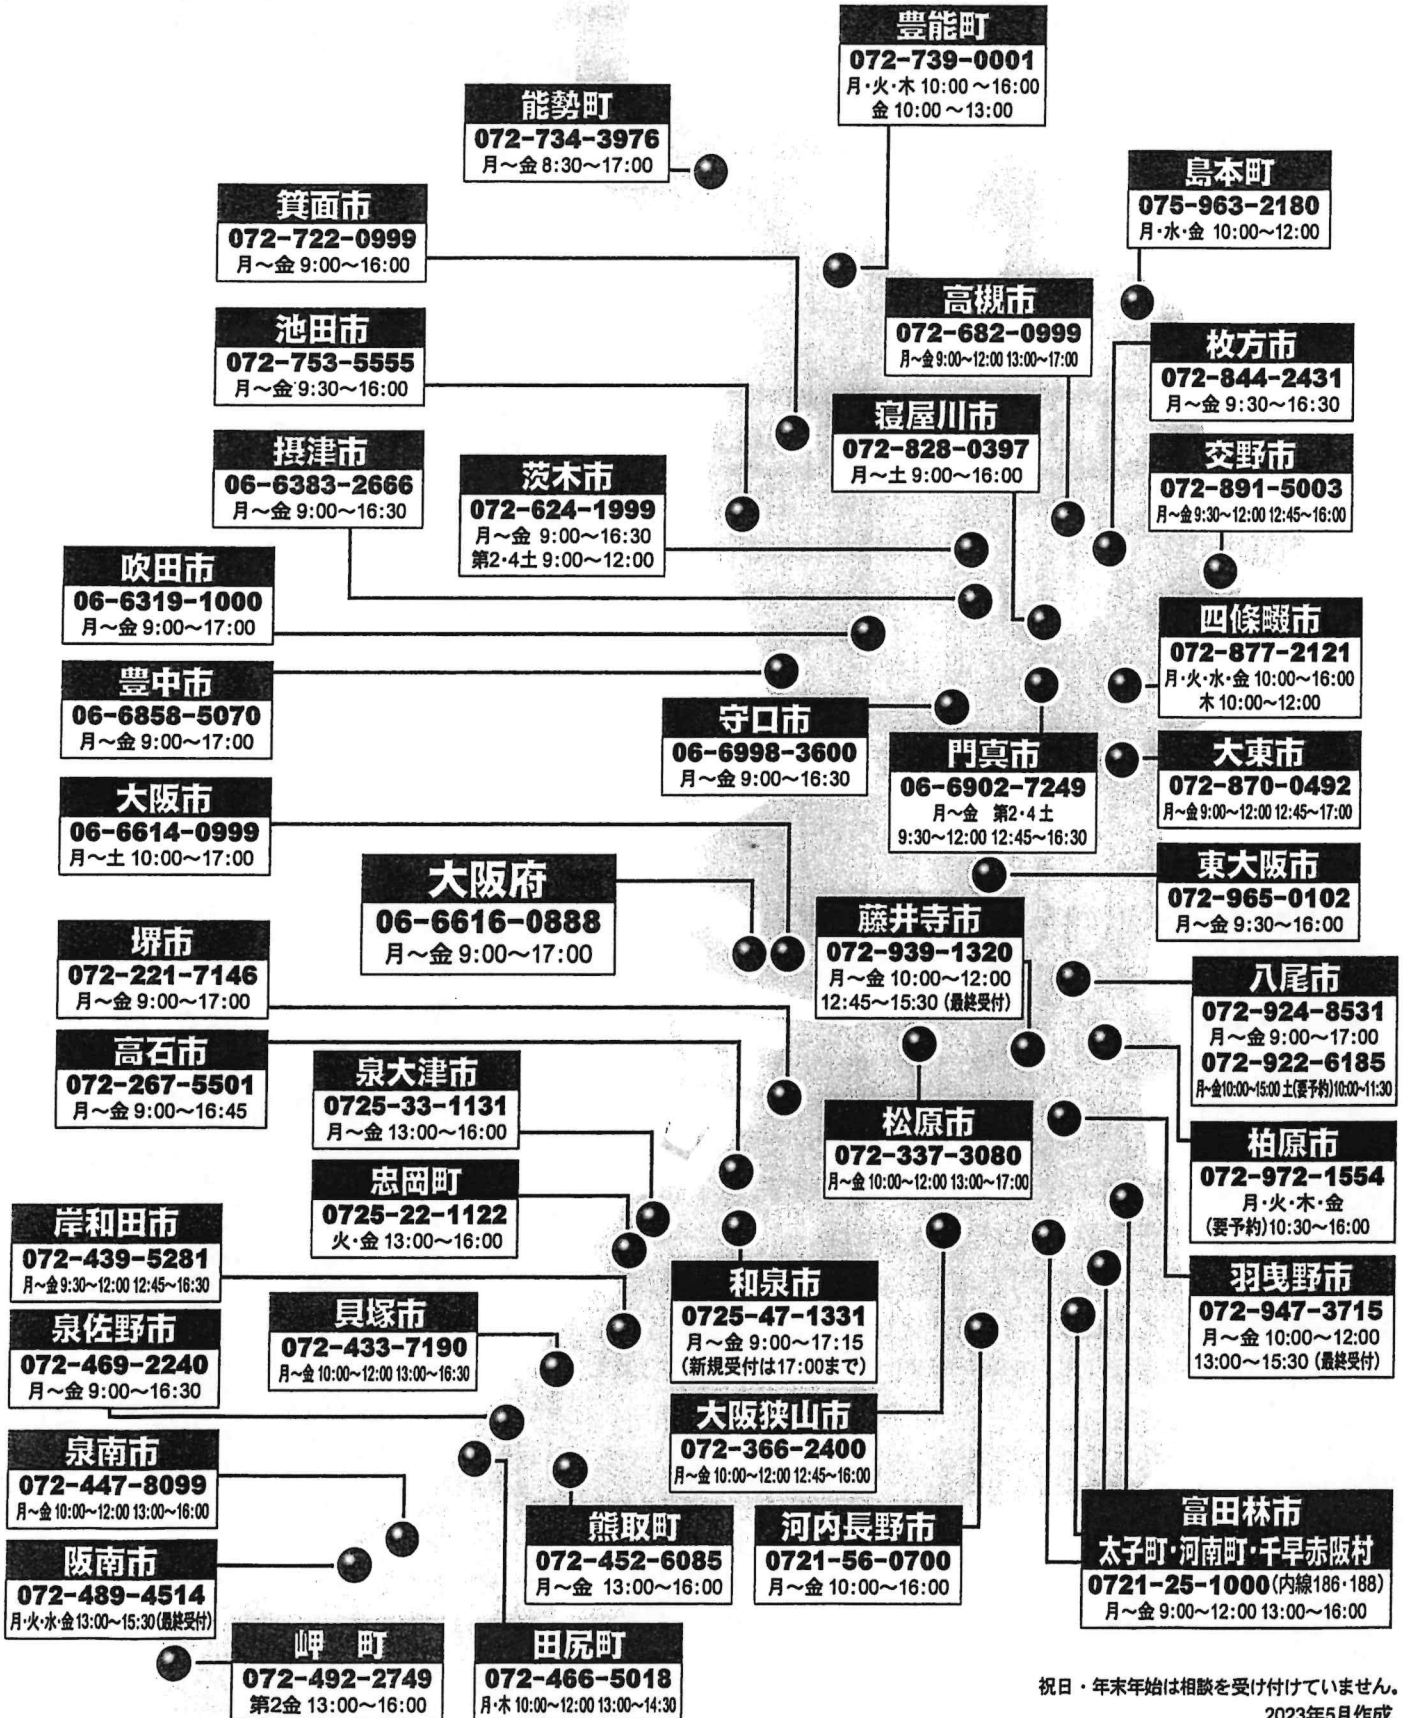 豊能町
072-739-0001
月・火・木 10:00～16:00
金 10:00～13:00
能勢町
072-734-3976
月～金 8:30～17:00
島本町
075-963-2180
月・水・金 10:00～12:00
箕面市
072-722-0999
月～金 9:00～16:00
高槻市
072-682-0999
月～金 9:00～12:00 13:00～17:00
池田市
072-753-5555
月～金 9:30～16:00
枚方市
072-844-2431
月～金 9:30～16:30
寝屋川市
072-828-0397
月～土 9:00～16:00
摂津市
06-6383-2666
月～金 9:00～16:30
茨木市
072-624-1999
月～金 9:00～16:30
第2・4土 9:00～12:00
交野市
072-891-5003
月～金 9:30～12:00 12:45～16:00
吹田市
06-6319-1000
月～金 9:00～17:00
四條畷市
072-877-2121
月・火・水・金 10:00～16:00
木 10:00～12:00
豊中市
06-6858-5070
月～金 9:00～17:00
守口市
06-6998-3600
月～金 9:00～16:30
門真市
06-6902-7249
月～金 第2・4土
9:30～12:00 12:45～16:30
大東市
072-870-0492
月～金 9:00～12:00 12:45～17:00
大阪市
06-6614-0999
月～土 10:00～17:00
大阪府
06-6616-0888
月～金 9:00～17:00
東大阪市
072-965-0102
月～金 9:30～16:00
藤井寺市
072-939-1320
月～金 10:00～12:00
12:45～15:30（最終受付）
堺市
072-221-7146
月～金 9:00～17:00
八尾市
072-924-8531
月～金 9:00～17:00
072-922-6185
月～金10:00～15:00 土(要予約)10:00～11:30
高石市
072-267-5501
月～金 9:00～16:45
泉大津市
0725-33-1131
月～金 13:00～16:00
松原市
072-337-3080
月～金 10:00～12:00 13:00～17:00
柏原市
072-972-1554
月・火・木・金
(要予約)10:30～16:00
忠岡町
0725-22-1122
火・金 13:00～16:00
岸和田市
072-439-5281
月～金 9:30～12:00 12:45～16:30
和泉市
0725-47-1331
月～金 9:00～17:15
（新規受付は17:00まで）
羽曳野市
072-947-3715
月～金 10:00～12:00
13:00～15:30（最終受付）
貝塚市
072-433-7190
月～金 10:00～12:00 13:00～16:30
泉佐野市
072-469-2240
月～金 9:00～16:30
大阪狭山市
072-366-2400
月～金 10:00～12:00 12:45～16:00
泉南市
072-447-8099
月～金 10:00～12:00 13:00～16:00
熊取町
072-452-6085
月～金 13:00～16:00
河内長野市
0721-56-0700
月～金 10:00～16:00
富田林市
太子町・河南町・千早赤阪村
0721-25-1000(内線186・188)
月～金 9:00～12:00 13:00～16:00
阪南市
072-489-4514
月・火・水・金 13:00～15:30(最終受付)
岬 町
072-492-2749
第2金 13:00～16:00
田尻町
072-466-5018
月・木 10:00～12:00 13:00～14:30
祝日・年末年始は相談を受け付けていません。
2023年5月作成